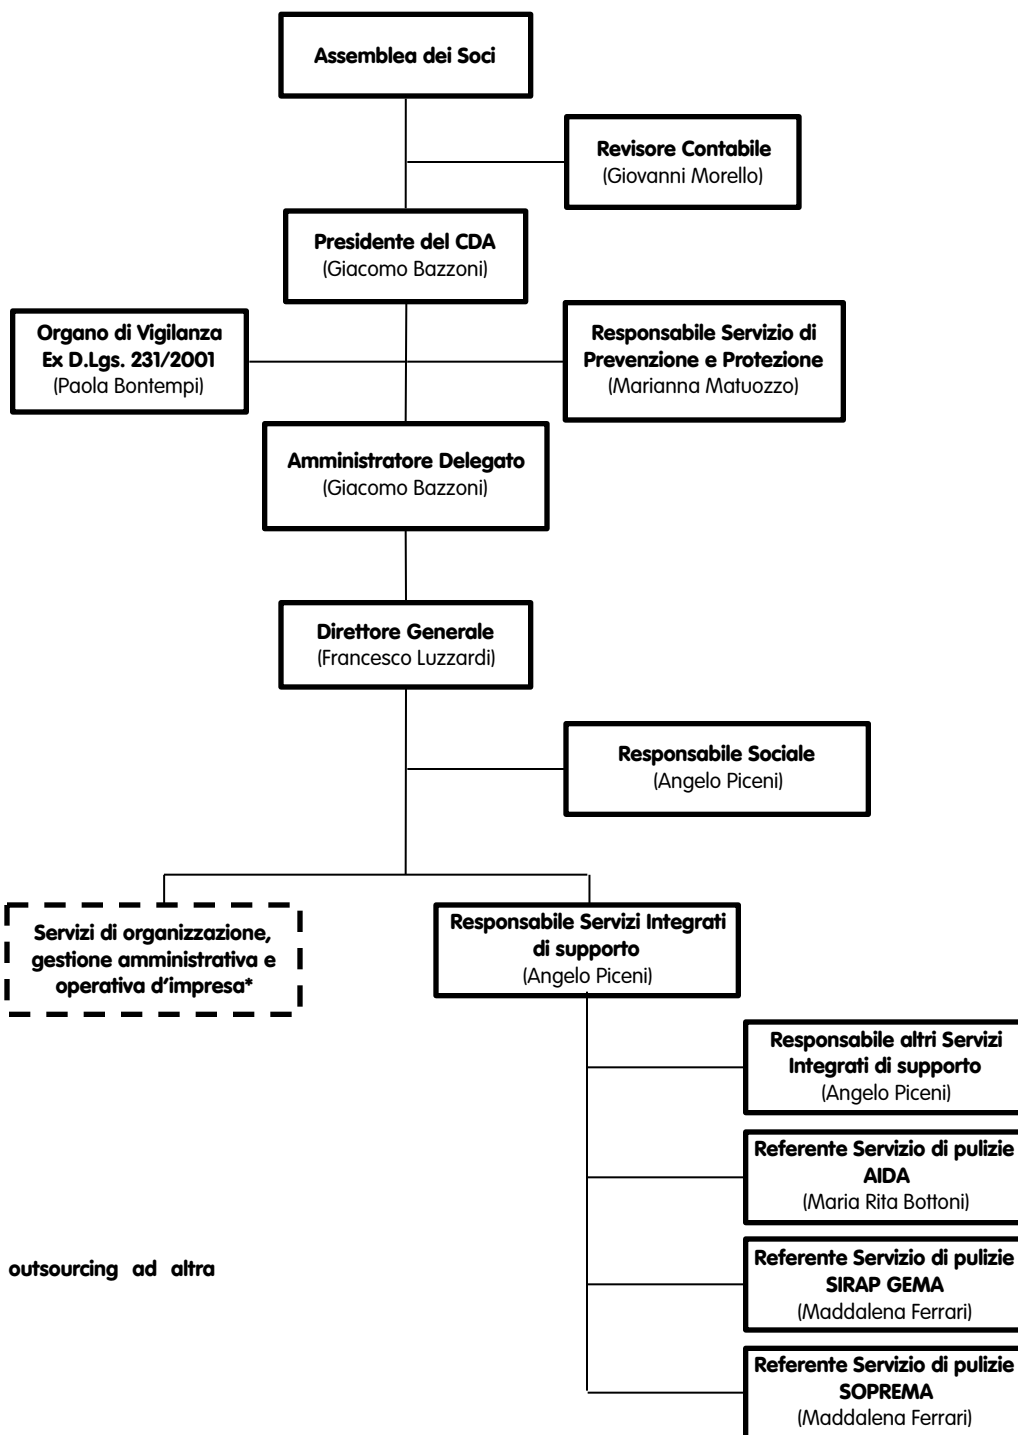 Assemblea dei Soci
Revisore Contabile
(Giovanni Morello)
Presidente del CDA
(Giacomo Bazzoni)
Organo di Vigilanza
Ex D.Lgs. 231/2001
(Paola Bontempi)
Responsabile Servizio di
Prevenzione e Protezione
(Marianna Matuozzo)
Amministratore Delegato
(Giacomo Bazzoni)
Direttore Generale
(Francesco Luzzardi)
Responsabile Sociale
(Angelo Piceni)
Servizi di organizzazione,
gestione amministrativa e
operativa d'impresa*
Responsabile Servizi Integrati
di supporto
(Angelo Piceni)
Responsabile altri Servizi
Integrati di supporto
(Angelo Piceni)
Referente Servizio di pulizie
AIDA
(Maria Rita Bottoni)
Referente Servizio di pulizie
SIRAP GEMA
(Maddalena Ferrari)
Referente Servizio di pulizie
SOPREMA
(Maddalena Ferrari)
outsourcing ad altra